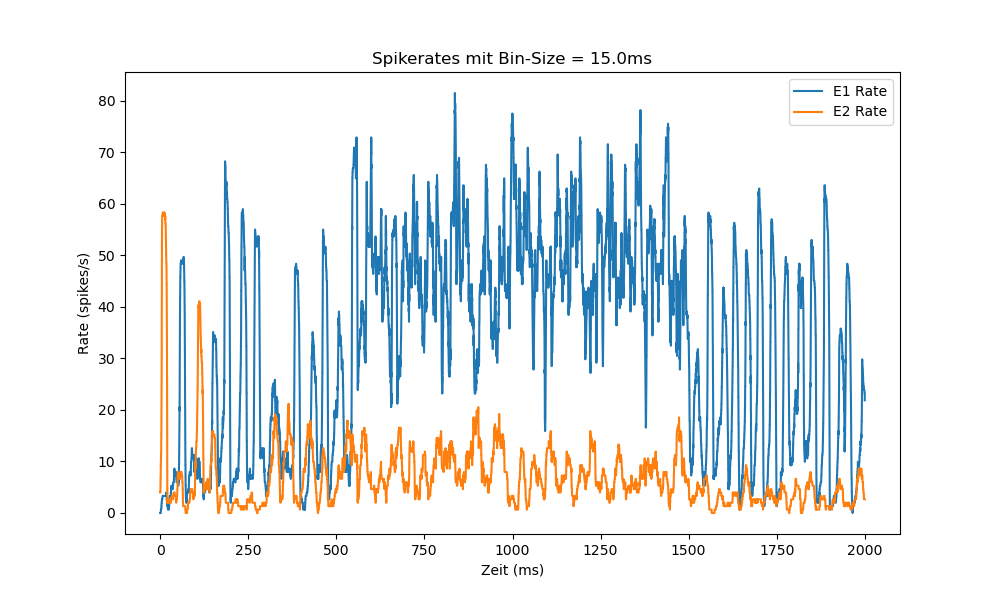 Spikerates mit Bin-Size = 15.0ms
E1 Rate
E2 Rate
80
70
60
50
40
30
20
10
0
Rate (spikes/s)
0 250 500 750 1000 1250 1500 1750 2000
Zeit (ms)